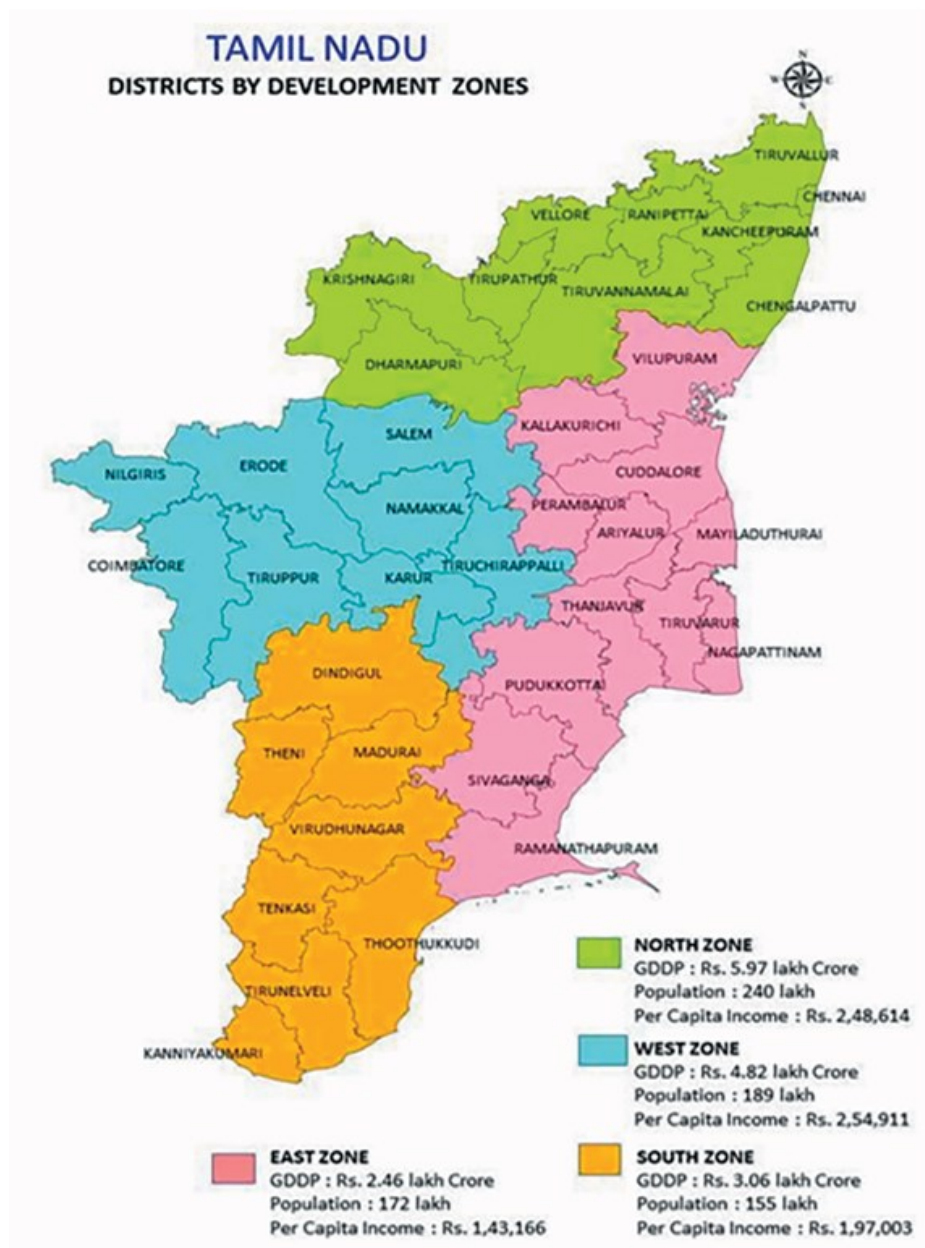 TAMIL NADU
DISTRICTS BY DEVELOPMENT ZONES
N
W
E
S
TIRUVALLUR
CHENNAI
VELLORE
RANIPETTAI
KANCHEEPURAM
KRISHNAGIRI
TIRUPATHUR
TIRUVANNAMALAI
CHENGALPATTU
DHARMAPURI
VILUPURAM
SALEM
KALLAKURICHI
NILGIRIS
ERODE
CUDDALORE
NAMAKKAL
PERAMBALUR
ARIYALUR
MAYILADUTHURAI
COIMBATORE
TIRUPPUR
KARUR
TIRUCHIRAPPALLI
THANJAVUR
TIRUVARUR
NAGAPATTINAM
DINDIGUL
PUDUKKOTTAI
THENI
MADURAI
SIVAGANGA
VIRUDHUNAGAR
RAMANATHAPURAM
TENKASI
THOOTHUKKUDI
TIRUNELVELI
KANNIYAKUMARI
NORTH ZONE
GDDP : Rs. 5.97 lakh Crore
Population : 240 lakh
Per Capita Income : Rs. 2,48,614
WEST ZONE
GDDP : Rs. 4.82 lakh Crore
Population : 189 lakh
Per Capita Income : Rs. 2,54,911
EAST ZONE
GDDP : Rs. 2.46 lakh Crore
Population : 172 lakh
Per Capita Income : Rs. 1,43,166
SOUTH ZONE
GDDP : Rs. 3.06 lakh Crore
Population : 155 lakh
Per Capita Income : Rs. 1,97,003